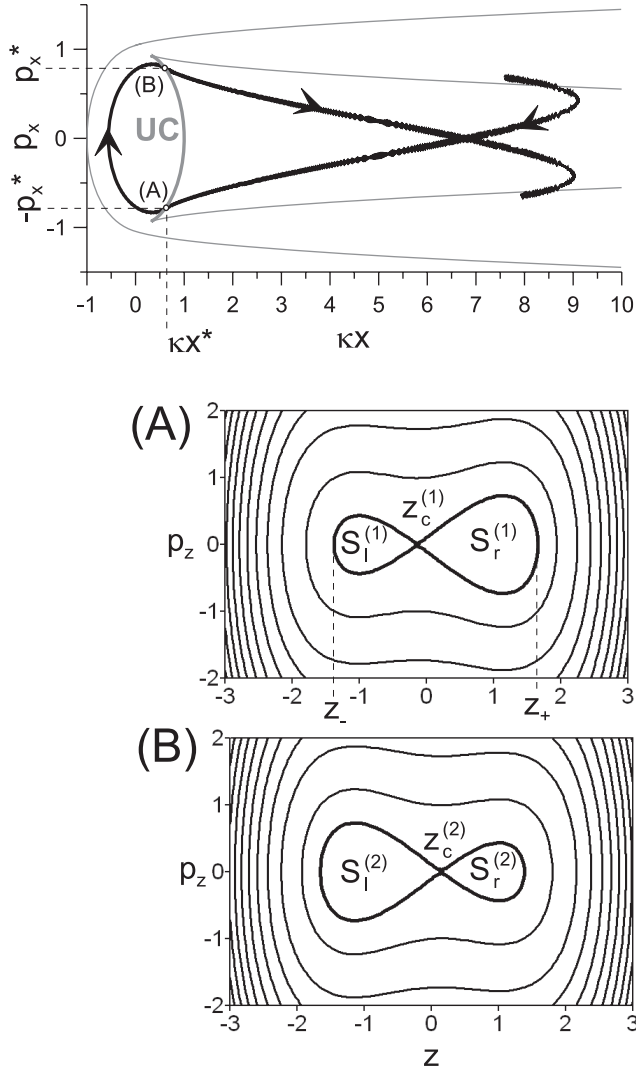 1
p_x*
(B)
UC
p_x
0
(A)
-p_x*
-1
-1 0 1 2 3 4 5 6 7 8 9 10
κx*
κx
(A)
2
1
z_c^(1)
S_l^(1)
S_r^(1)
p_z
0
-1
-2
-3 -2 -1 0 1 2 3
z_-
z_+
(B)
2
1
z_c^(2)
S_l^(2)
S_r^(2)
p_z
0
-1
-2
-3 -2 -1 0 1 2 3
z